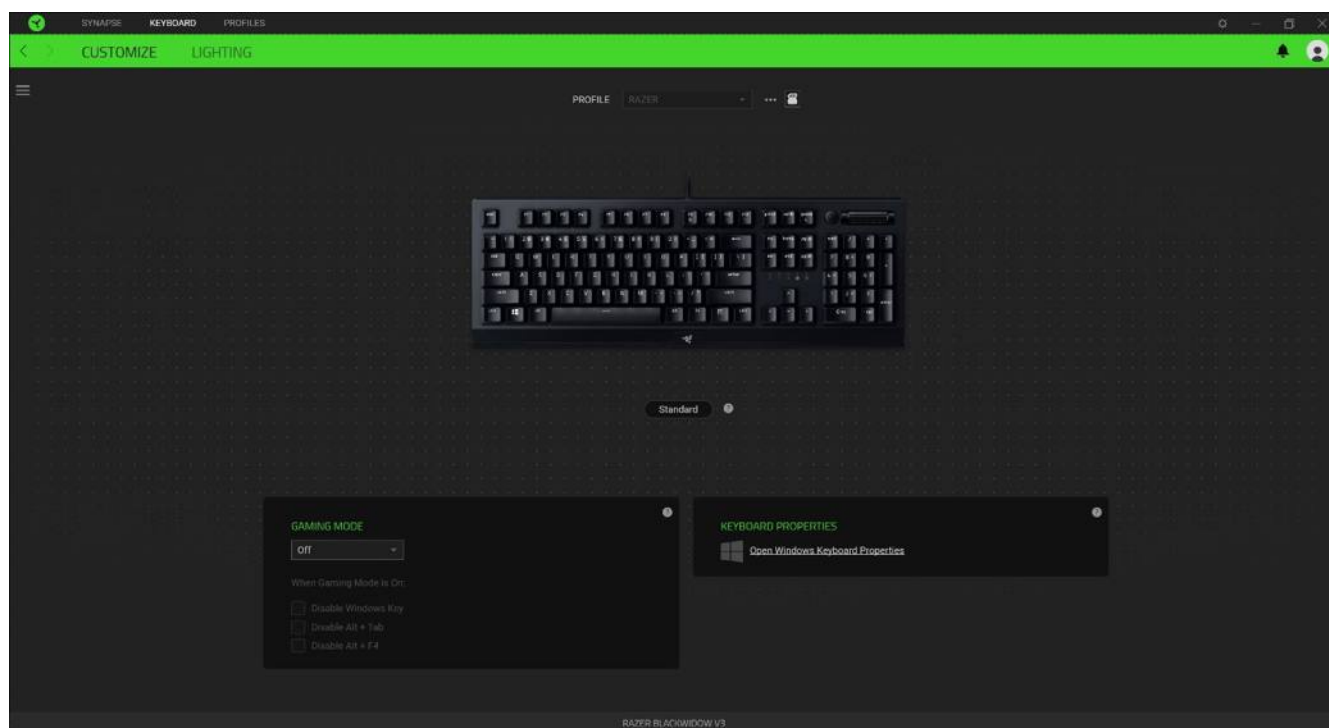 SYNAPSE KEYBOARD PROFILES
CUSTOMIZE LIGHTING
PROFILE RAZER
Standard
GAMING MODE
Off
When Gaming Mode is On:
Disable Windows Key
Disable Alt + Tab
Disable Alt + F4
KEYBOARD PROPERTIES
Open Windows Keyboard Properties
RAZER BLACKWIDOW V3